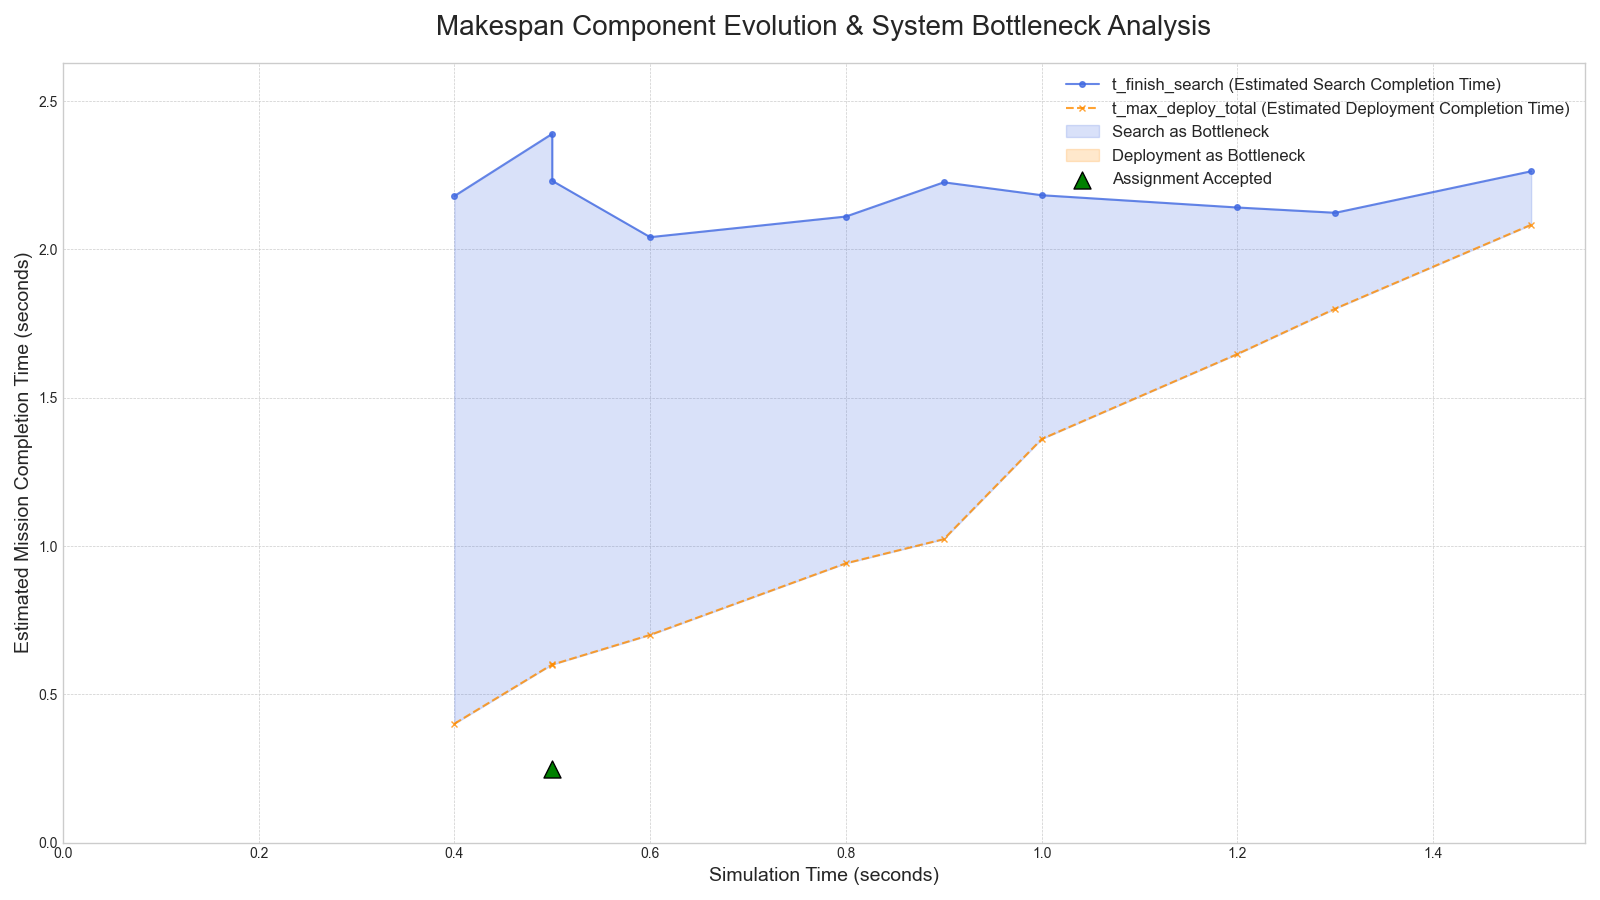 Makespan Component Evolution & System Bottleneck Analysis
t_finish_search (Estimated Search Completion Time)
t_max_deploy_total (Estimated Deployment Completion Time)
Search as Bottleneck
Deployment as Bottleneck
Assignment Accepted
Estimated Mission Completion Time (seconds)
2.5
2.0
1.5
1.0
0.5
0.0
0.0
0.2
0.4
0.6
0.8
1.0
1.2
1.4
Simulation Time (seconds)